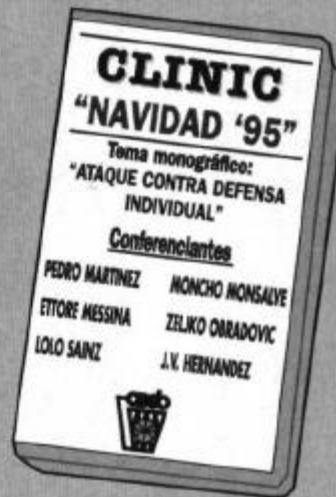 CLINIC
“NAVIDAD ‘95”
Tema monográfico:
“ATAQUE CONTRA DEFENSA
INDIVIDUAL”
Conferenciantes
PEDRO MARTINEZ
MONCHO MONSALVE
ETTORE MESSINA
ZELJKO OBRADOVIC
LOLO SAINZ
J.V. HERNANDEZ